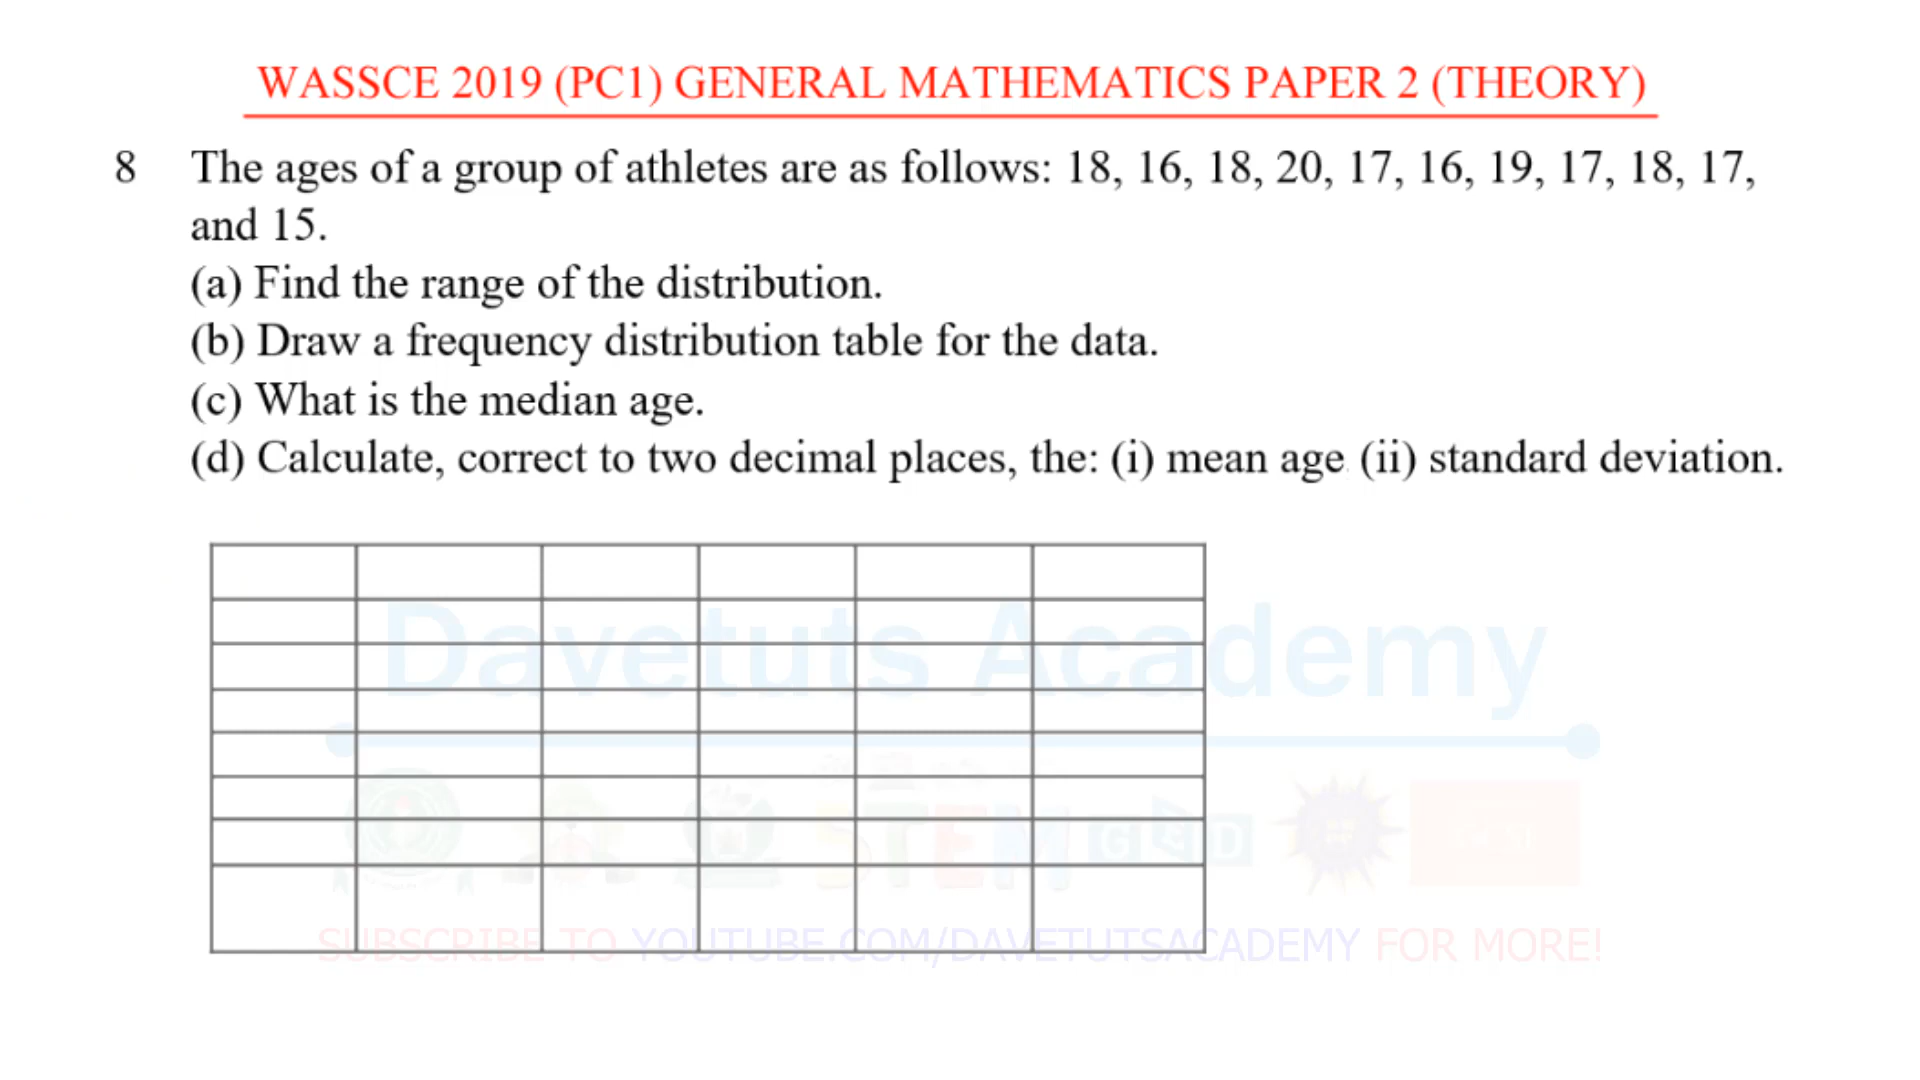 WASSCE 2019 (PC1) GENERAL MATHEMATICS PAPER 2 (THEORY)
8 The ages of a group of athletes are as follows: 18, 16, 18, 20, 17, 16, 19, 17, 18, 17,
and 15.
(a) Find the range of the distribution.
(b) Draw a frequency distribution table for the data.
(c) What is the median age.
(d) Calculate, correct to two decimal places, the: (i) mean age (ii) standard deviation.
Davetuts Academy
STEM GED
SUBSCRIBE TO YOUTUBE.COM/DAVETUTSACADEMY FOR MORE!